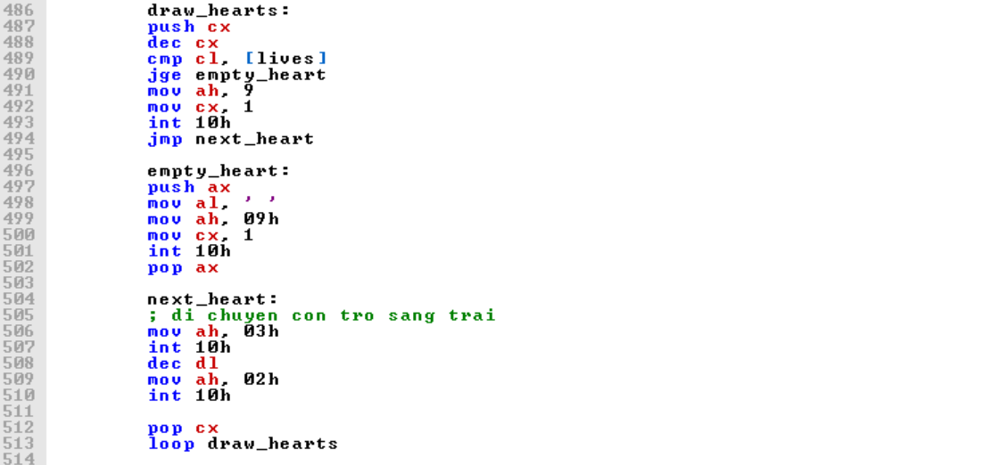 486 draw_hearts:
487 push cx
488 dec cx
489 cmp cl, [lives]
490 jge empty_heart
491 mov ah, 9
492 mov cx, 1
493 int 10h
494 jmp next_heart
495
496 empty_heart:
497 push ax
498 mov al, ' '
499 mov ah, 09h
500 mov cx, 1
501 int 10h
502 pop ax
503
504 next_heart:
505 ; di chuyen con tro sang trai
506 mov ah, 03h
507 int 10h
508 dec dl
509 mov ah, 02h
510 int 10h
511
512 pop cx
513 loop draw_hearts
514